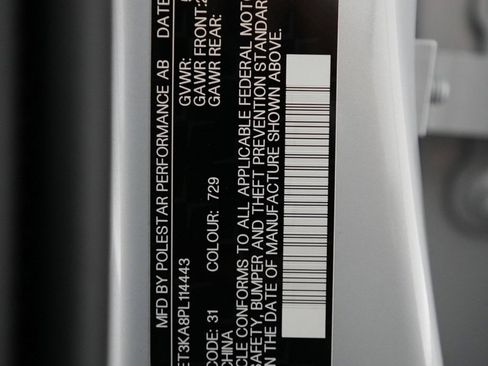 MFD BY POLESTAR PERFORMANCE AB DATE
GVWR:
GAWR FRONT:
GAWR REAR:
ET3KA8PL114443
CODE: 31 COLOUR: 729
CHINA
CLE CONFORMS TO ALL APPLICABLE FEDERAL MOTO
SAFETY, BUMPER AND THEFT PREVENTION STANDAR
ON THE DATE OF MANUFACTURE SHOWN ABOVE.